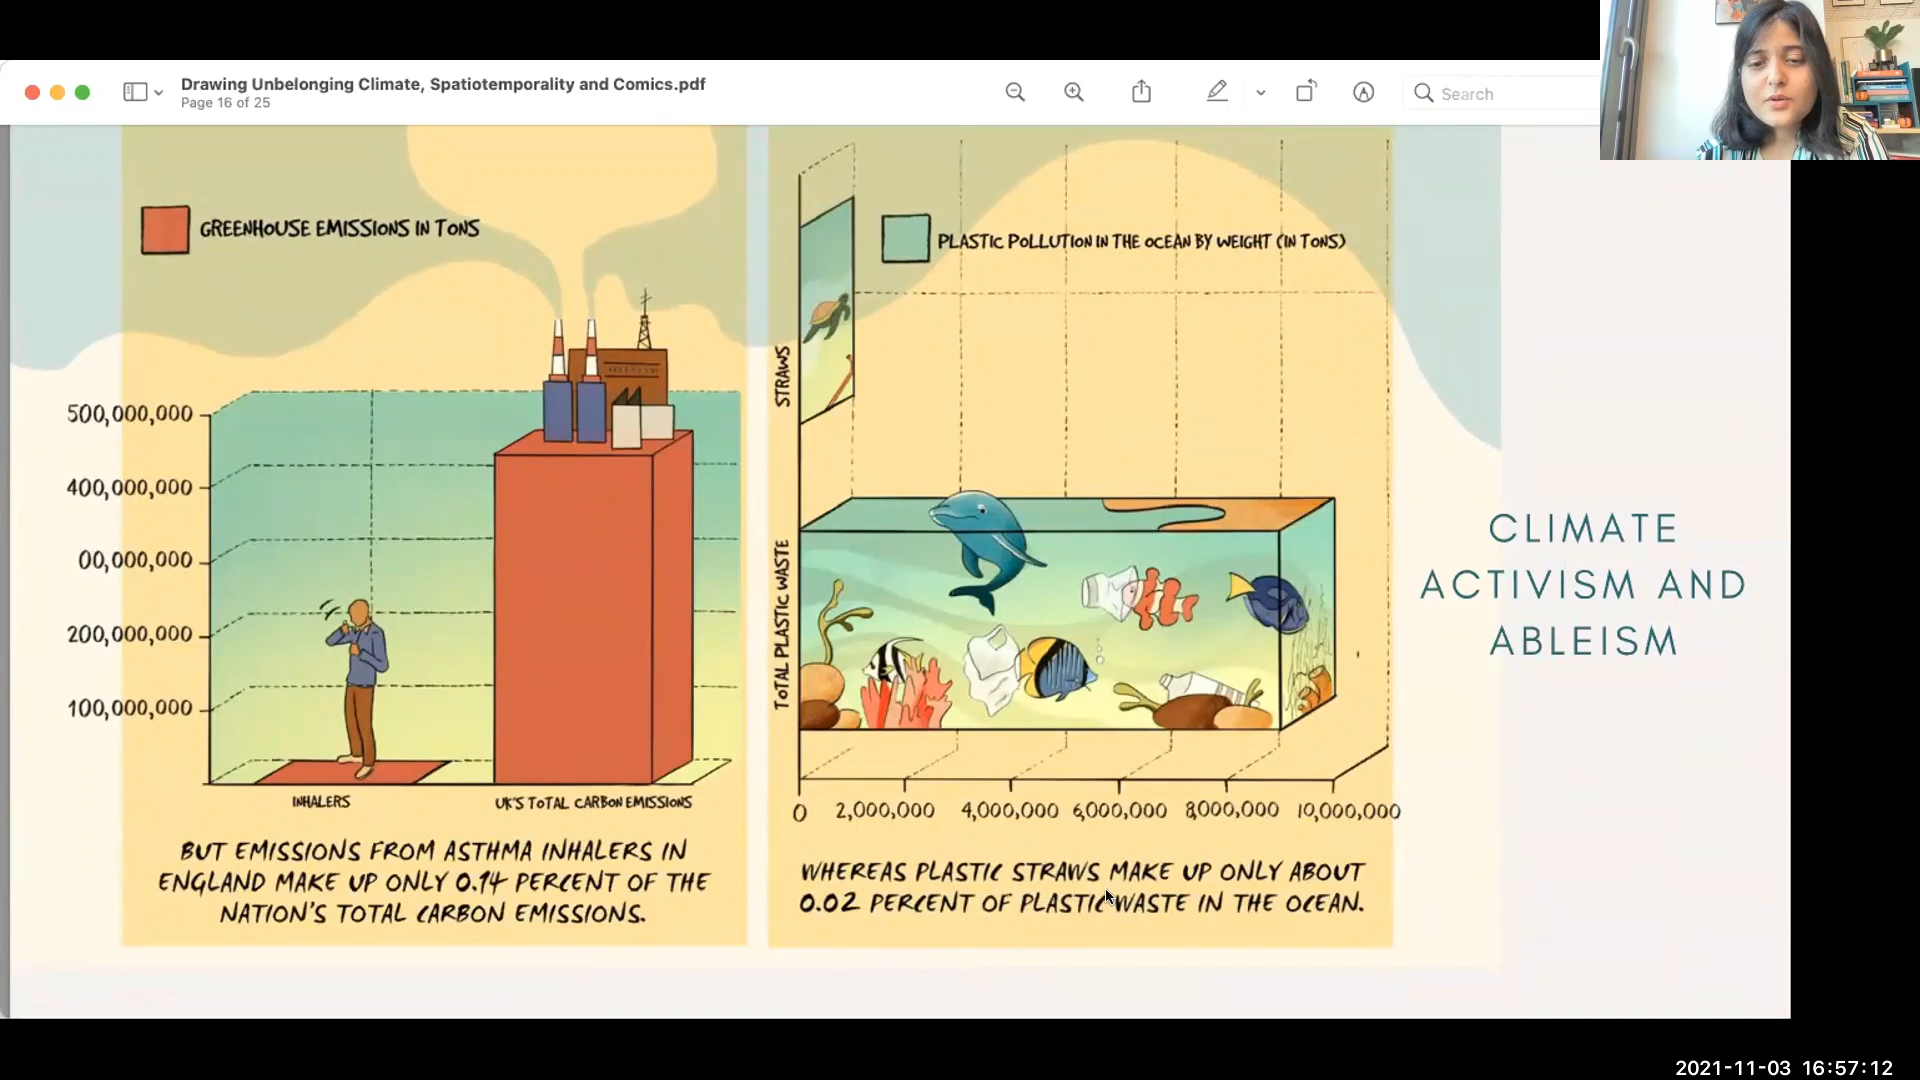 Drawing Unbelonging Climate, Spatiotemporality and Comics.pdf
Page 16 of 25
Search
GREENHOUSE EMISSIONS IN TONS
500,000,000
400,000,000
00,000,000
200,000,000
100,000,000
INHALERS
UK'S TOTAL CARBON EMISSIONS
BUT EMISSIONS FROM ASTHMA INHALERS IN
ENGLAND MAKE UP ONLY 0.14 PERCENT OF THE
NATION'S TOTAL CARBON EMISSIONS.
PLASTIC POLLUTION IN THE OCEAN BY WEIGHT (IN TONS)
STRAWS
TOTAL PLASTIC WASTE
0
2,000,000
4,000,000
6,000,000
8,000,000
10,000,000
WHEREAS PLASTIC STRAWS MAKE UP ONLY ABOUT
0.02 PERCENT OF PLASTIC WASTE IN THE OCEAN.
CLIMATE
ACTIVISM AND
ABLEISM
2021-11-03 16:57:12